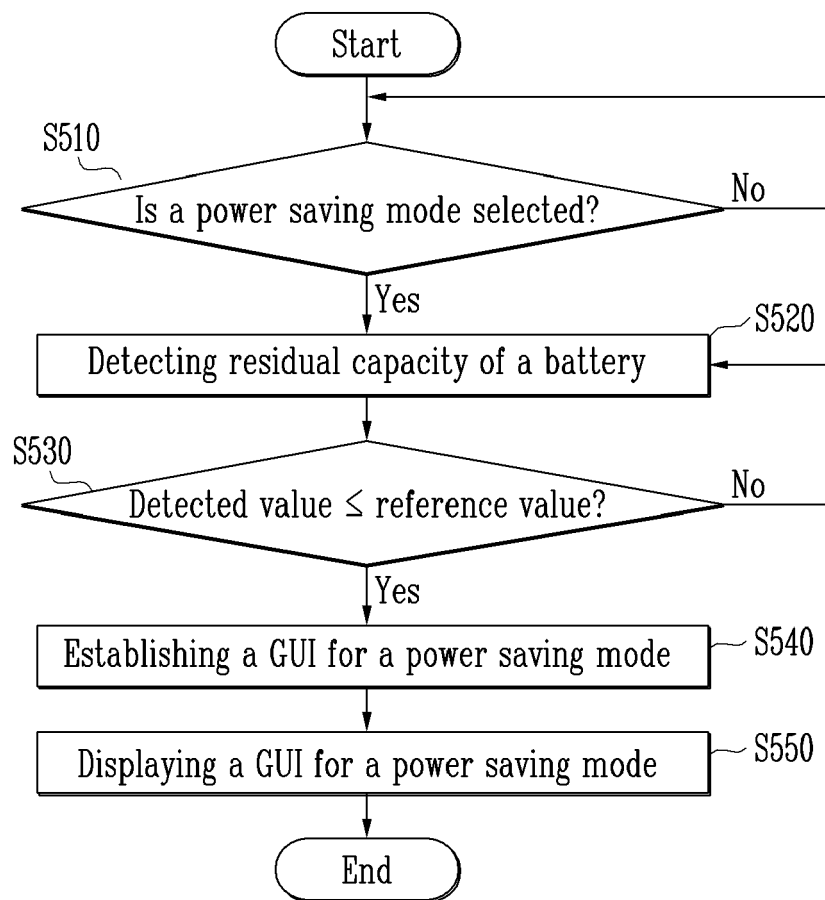 Start
S510
Is a power saving mode selected?
No
Yes
S520
Detecting residual capacity of a battery
S530
Detected value ≤ reference value?
No
Yes
Establishing a GUI for a power saving mode
S540
Displaying a GUI for a power saving mode
S550
End